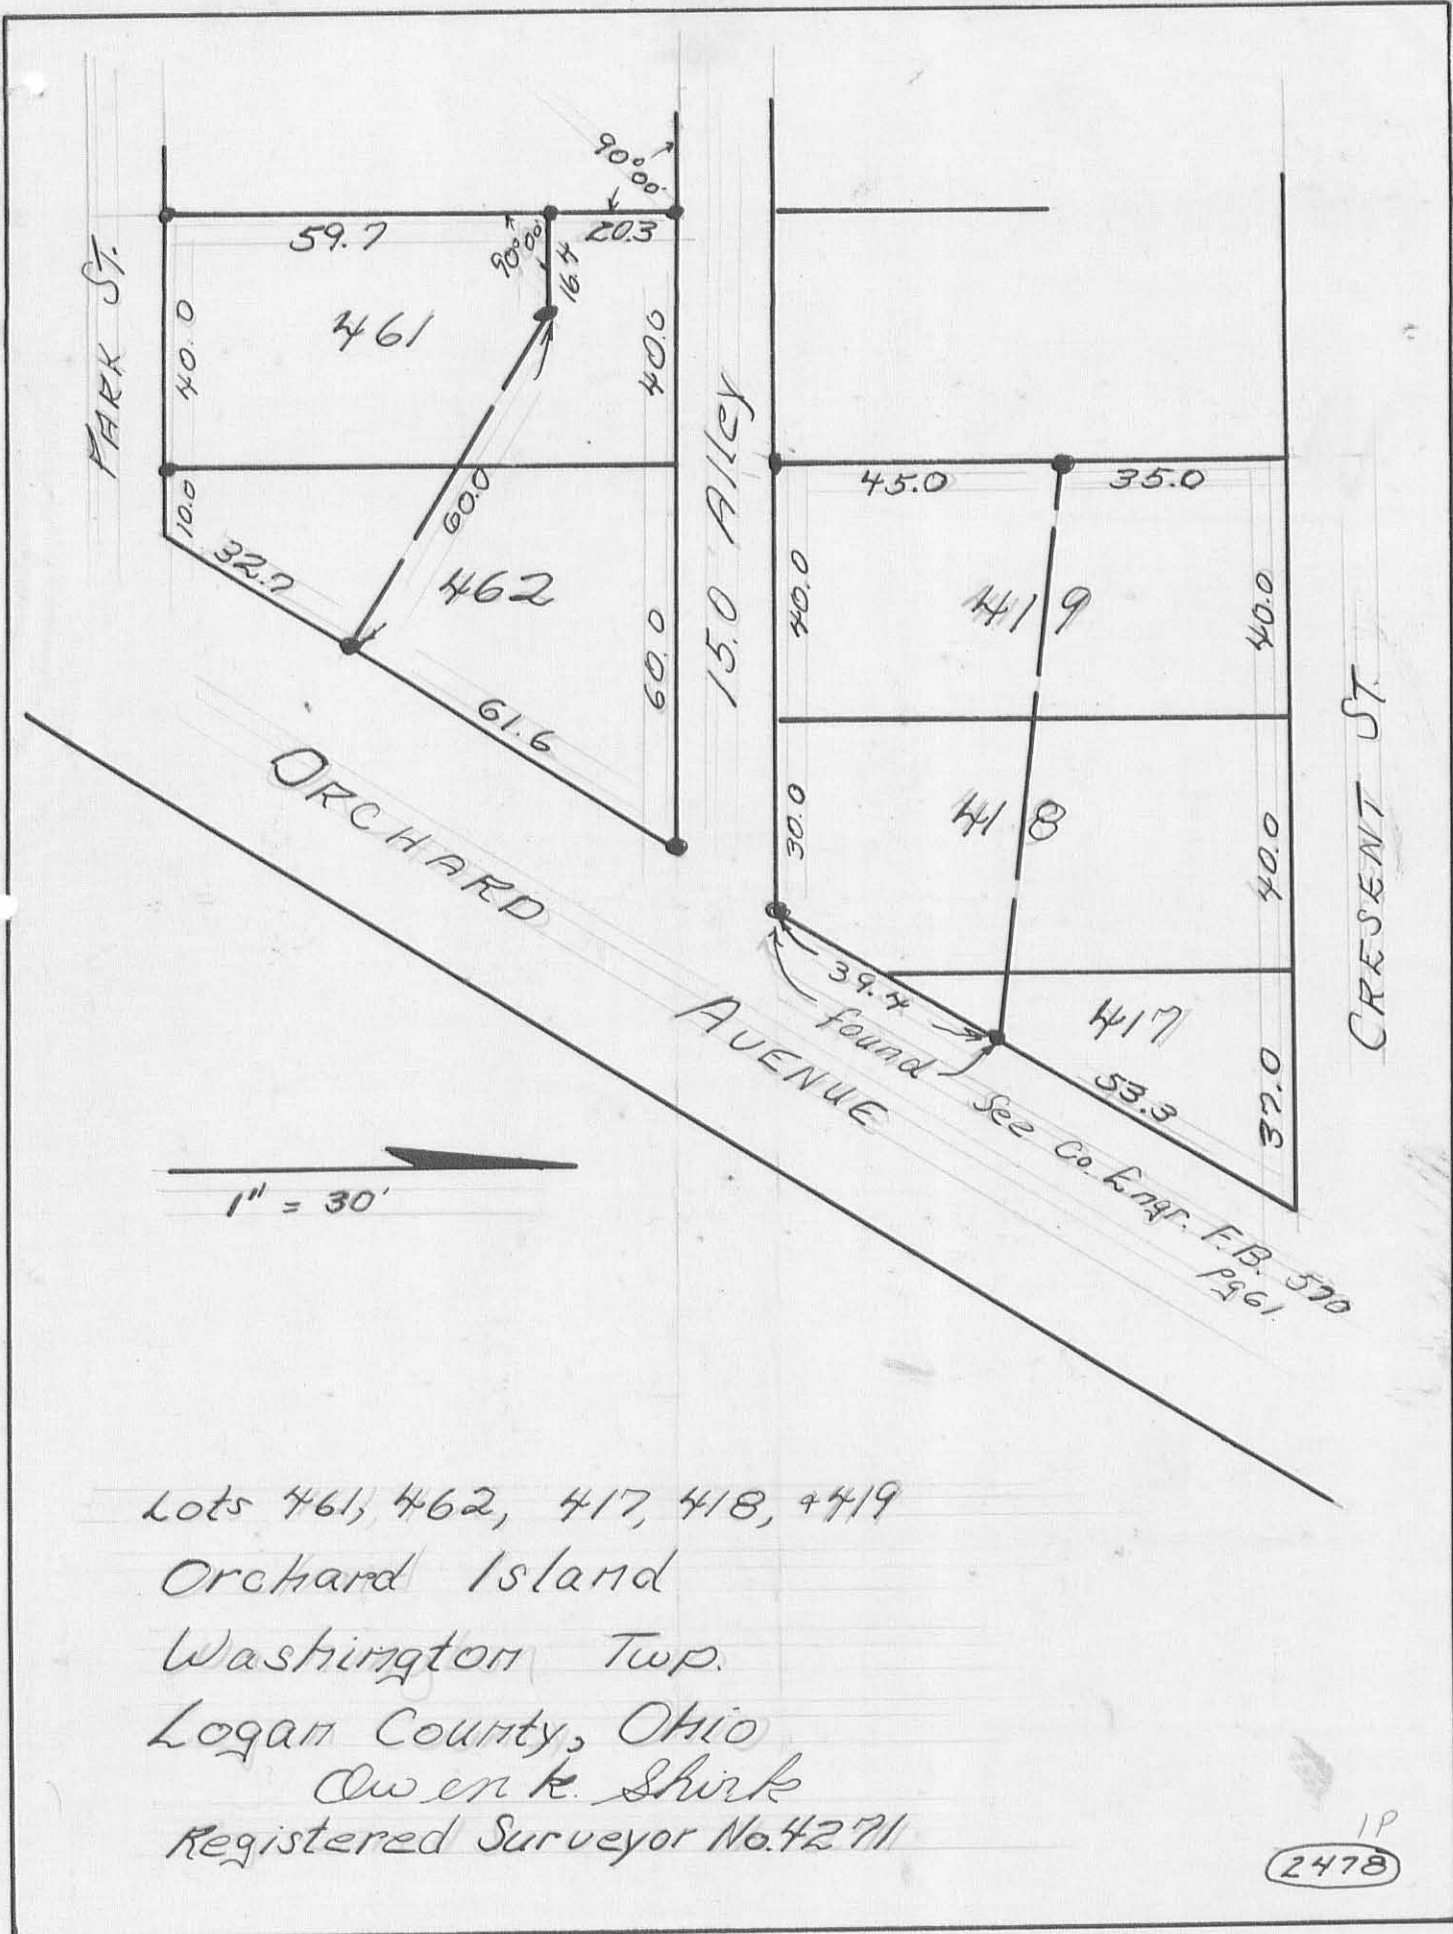 PARK ST.
59.7
90° 00'
20.3
90° 00'
16.4
461
40.0
40.0
10.0
32.7
60.0
462
60.0
61.6
15.0 Alley
45.0
35.0
40.0
419
40.0
30.0
418
40.0
39.4
417
53.3
37.0
CRESENT ST.
ORCHARD AVENUE
found See Co. Engr. F.B. 570
Pg 61.
1" = 30'
Lots 461, 462, 417, 418, & 419
Orchard Island
Washington Twp.
Logan County, Ohio
Owen K. Shirk
Registered Surveyor No. 4271
1P
2478